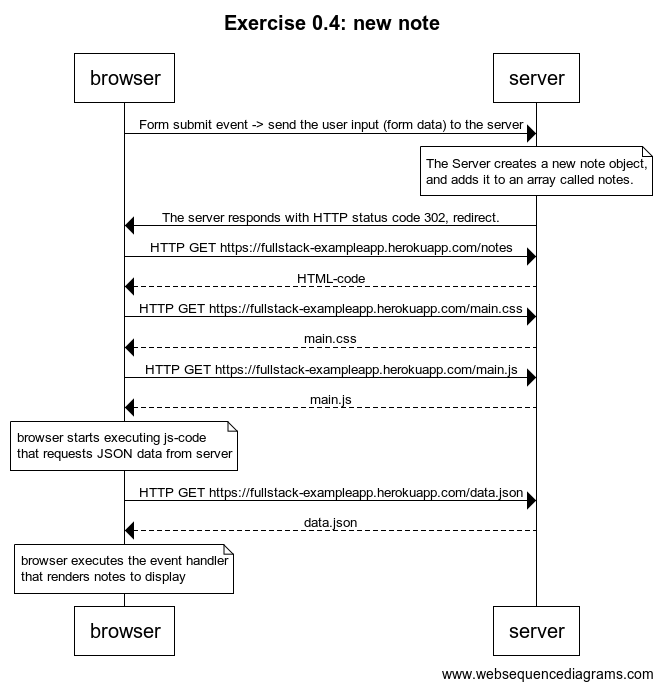 Exercise 0.4: new note
browser
server
Form submit event -> send the user input (form data) to the server
The Server creates a new note object,
and adds it to an array called notes.
The server responds with HTTP status code 302, redirect.
HTTP GET https://fullstack-exampleapp.herokuapp.com/notes
HTML-code
HTTP GET https://fullstack-exampleapp.herokuapp.com/main.css
main.css
HTTP GET https://fullstack-exampleapp.herokuapp.com/main.js
main.js
browser starts executing js-code
that requests JSON data from server
HTTP GET https://fullstack-exampleapp.herokuapp.com/data.json
data.json
browser executes the event handler
that renders notes to display
browser
server
www.websequencediagrams.com